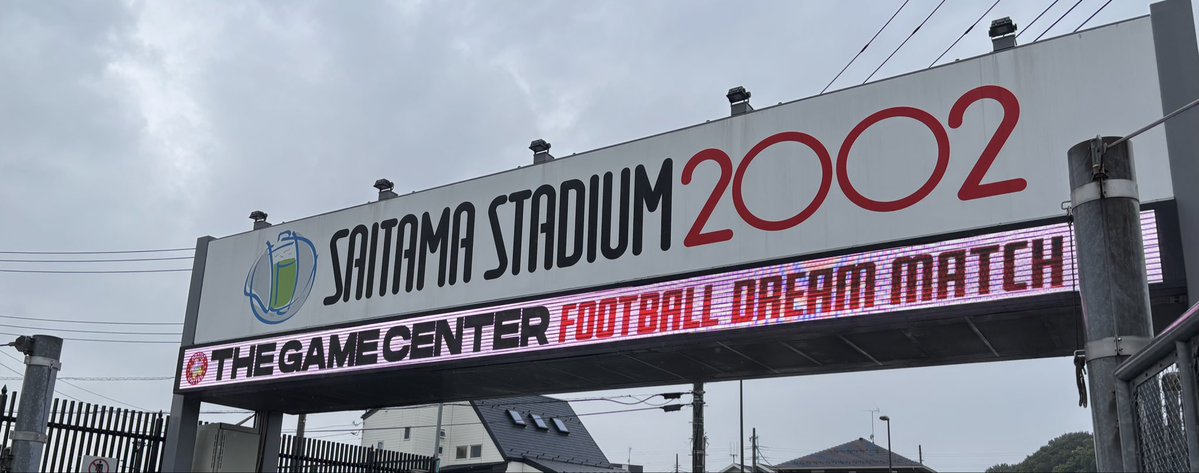 SAITAMA STADIUM 2002
THE GAME CENTER FOOTBALL DREAM MATCH